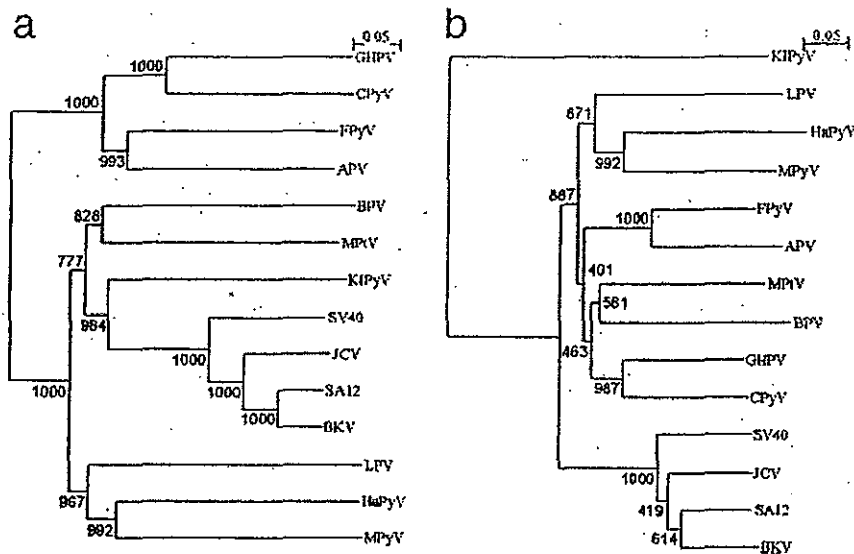 a
0.05
GHPV
1000
CPyV
1000
FPyV
993
APV
BPV
828
MPtV
777
KIPyV
984
SV40
1000
JCV
1000
SA12
1000
BKV
1000
LPV
967
HaPyV
992
MPyV
b
0.05
KIPyV
LPV
671
HaPyV
992
MPyV
887
FPyV
1000
APV
401
MPtV
561
BPV
463
GHPV
987
CPyV
SV40
1000
JCV
419
SA12
614
BKV